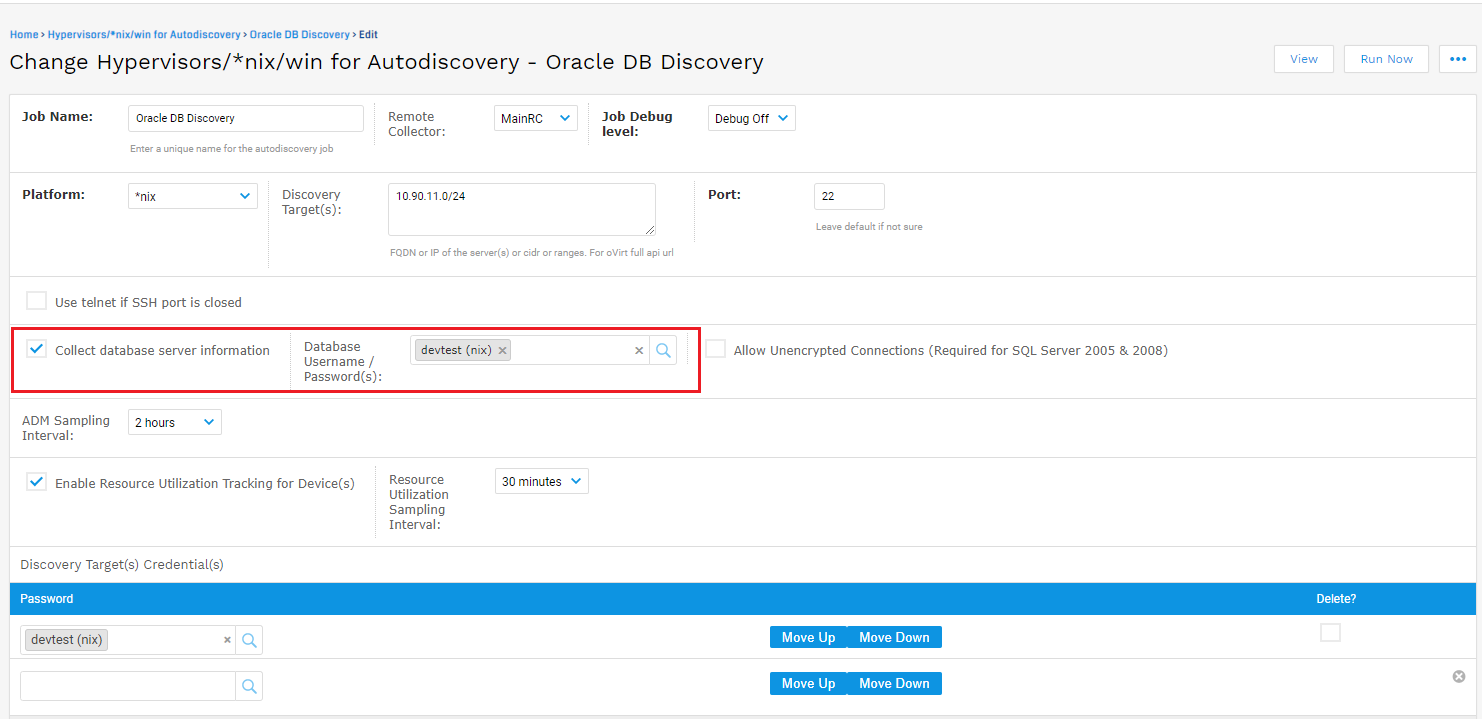 Home › Hypervisors/*nix/win for Autodiscovery › Oracle DB Discovery › Edit
Change Hypervisors/*nix/win for Autodiscovery - Oracle DB Discovery
View
Run Now
•••
Job Name:
Oracle DB Discovery
Enter a unique name for the autodiscovery job
Remote
Collector:
MainRC
Job Debug
level:
Debug Off
Platform:
*nix
Discovery
Target(s):
10.90.11.0/24
FQDN or IP of the server(s) or cidr or ranges. For oVirt full api url
Port:
22
Leave default if not sure
Use telnet if SSH port is closed
Collect database server information
Database
Username /
Password(s):
devtest (nix) ×
×
Allow Unencrypted Connections (Required for SQL Server 2005 & 2008)
ADM Sampling
Interval:
2 hours
Enable Resource Utilization Tracking for Device(s)
Resource
Utilization
Sampling
Interval:
30 minutes
Discovery Target(s) Credential(s)
Password
Delete?
devtest (nix)
×
Move Up
Move Down
Move Up
Move Down